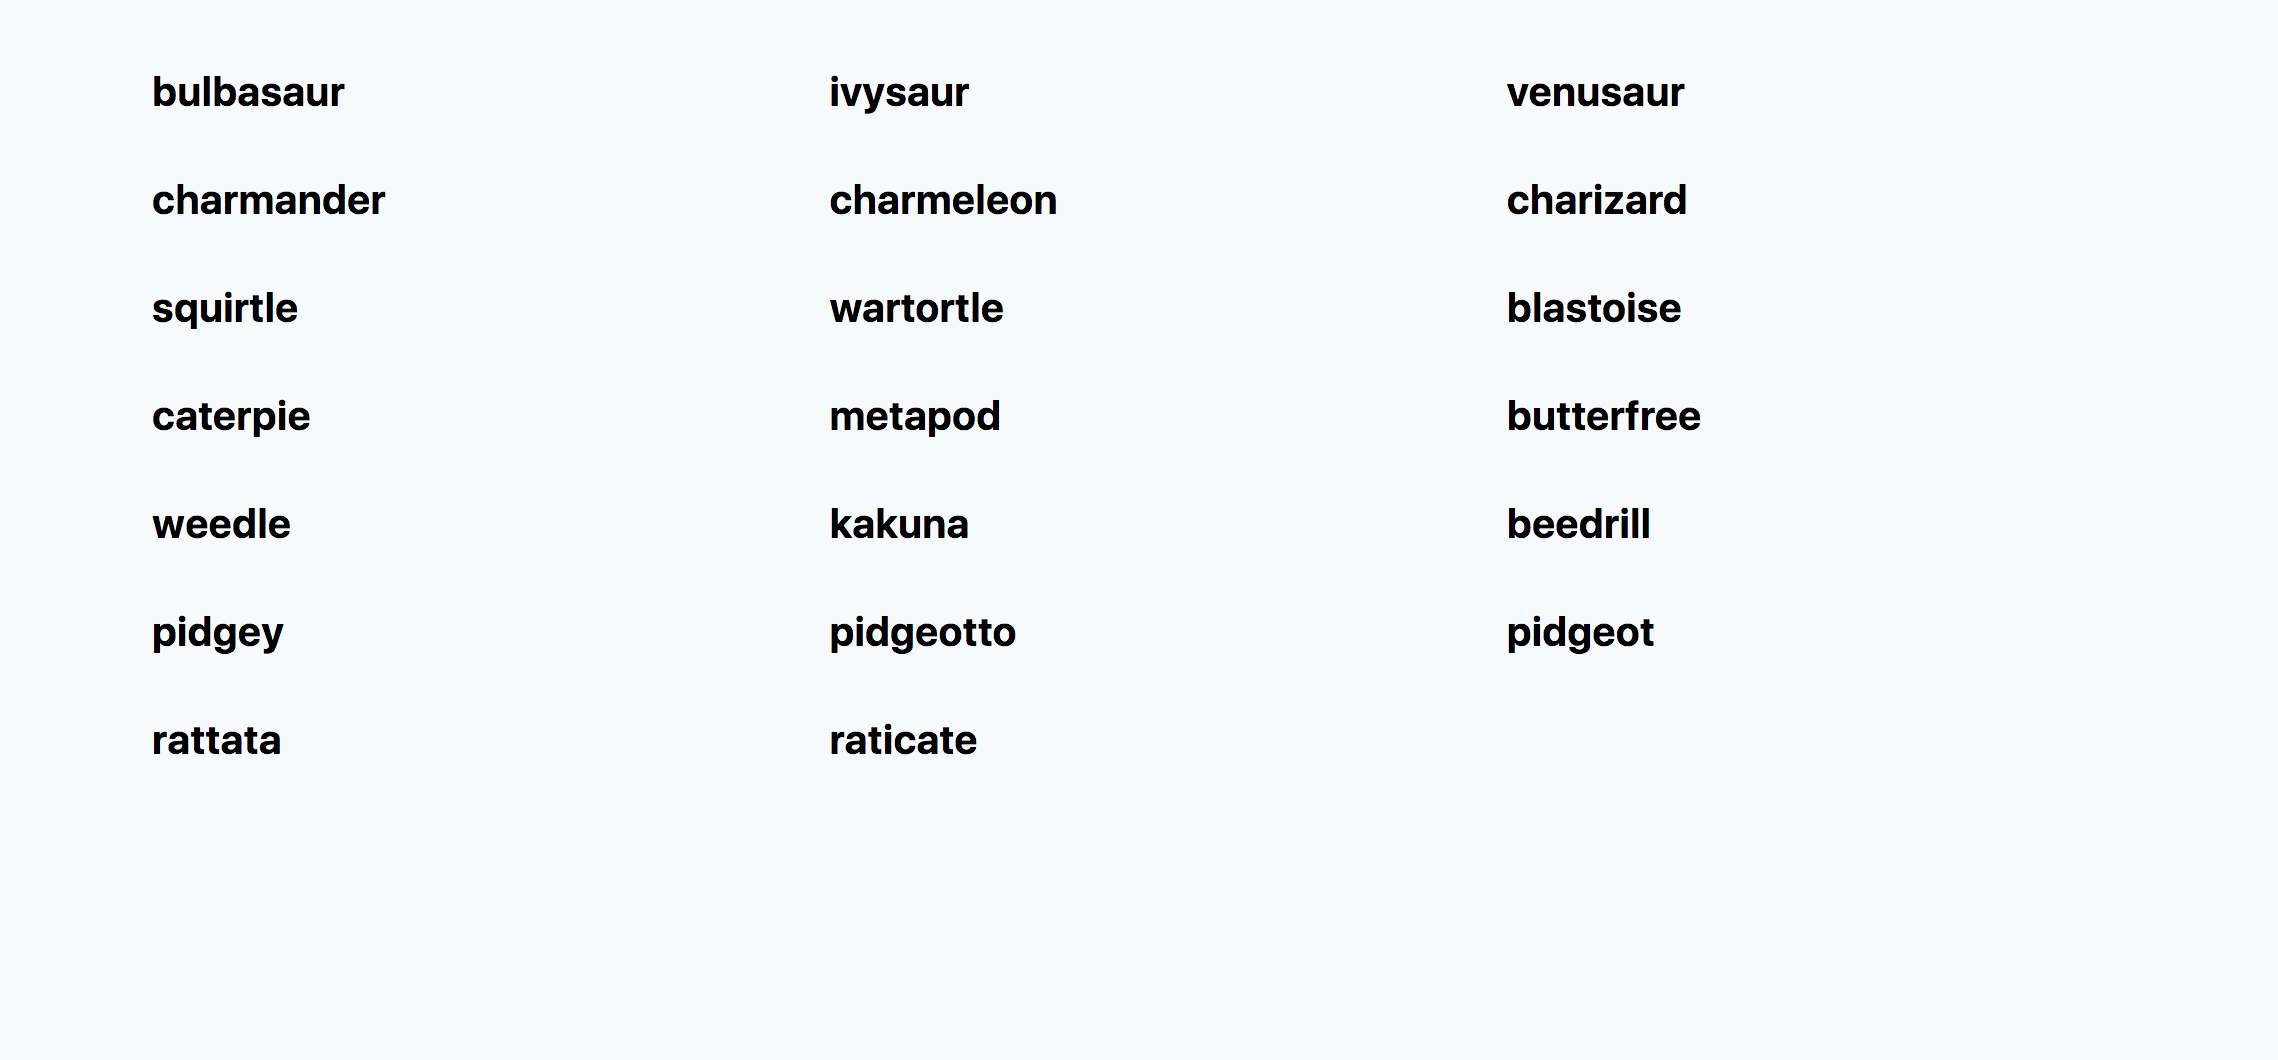 bulbasaur ivysaur venusaur
charmander charmeleon charizard
squirtle wartortle blastoise
caterpie metapod butterfree
weedle kakuna beedrill
pidgey pidgeotto pidgeot
rattata raticate